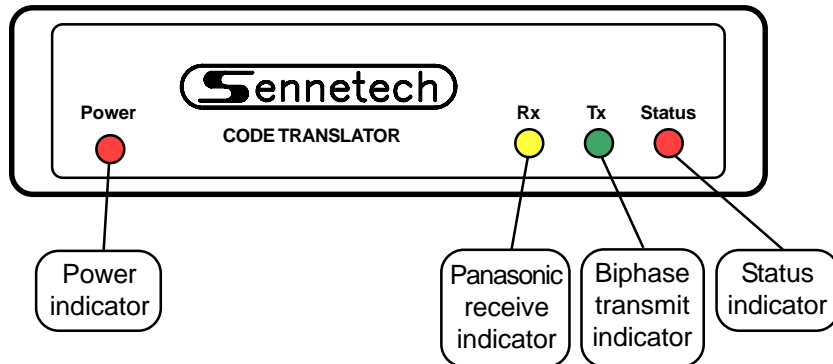 Sennetech
Power
CODE TRANSLATOR
Rx Tx Status
Power
indicator
Panasonic
receive
indicator
Biphase
transmit
indicator
Status
indicator